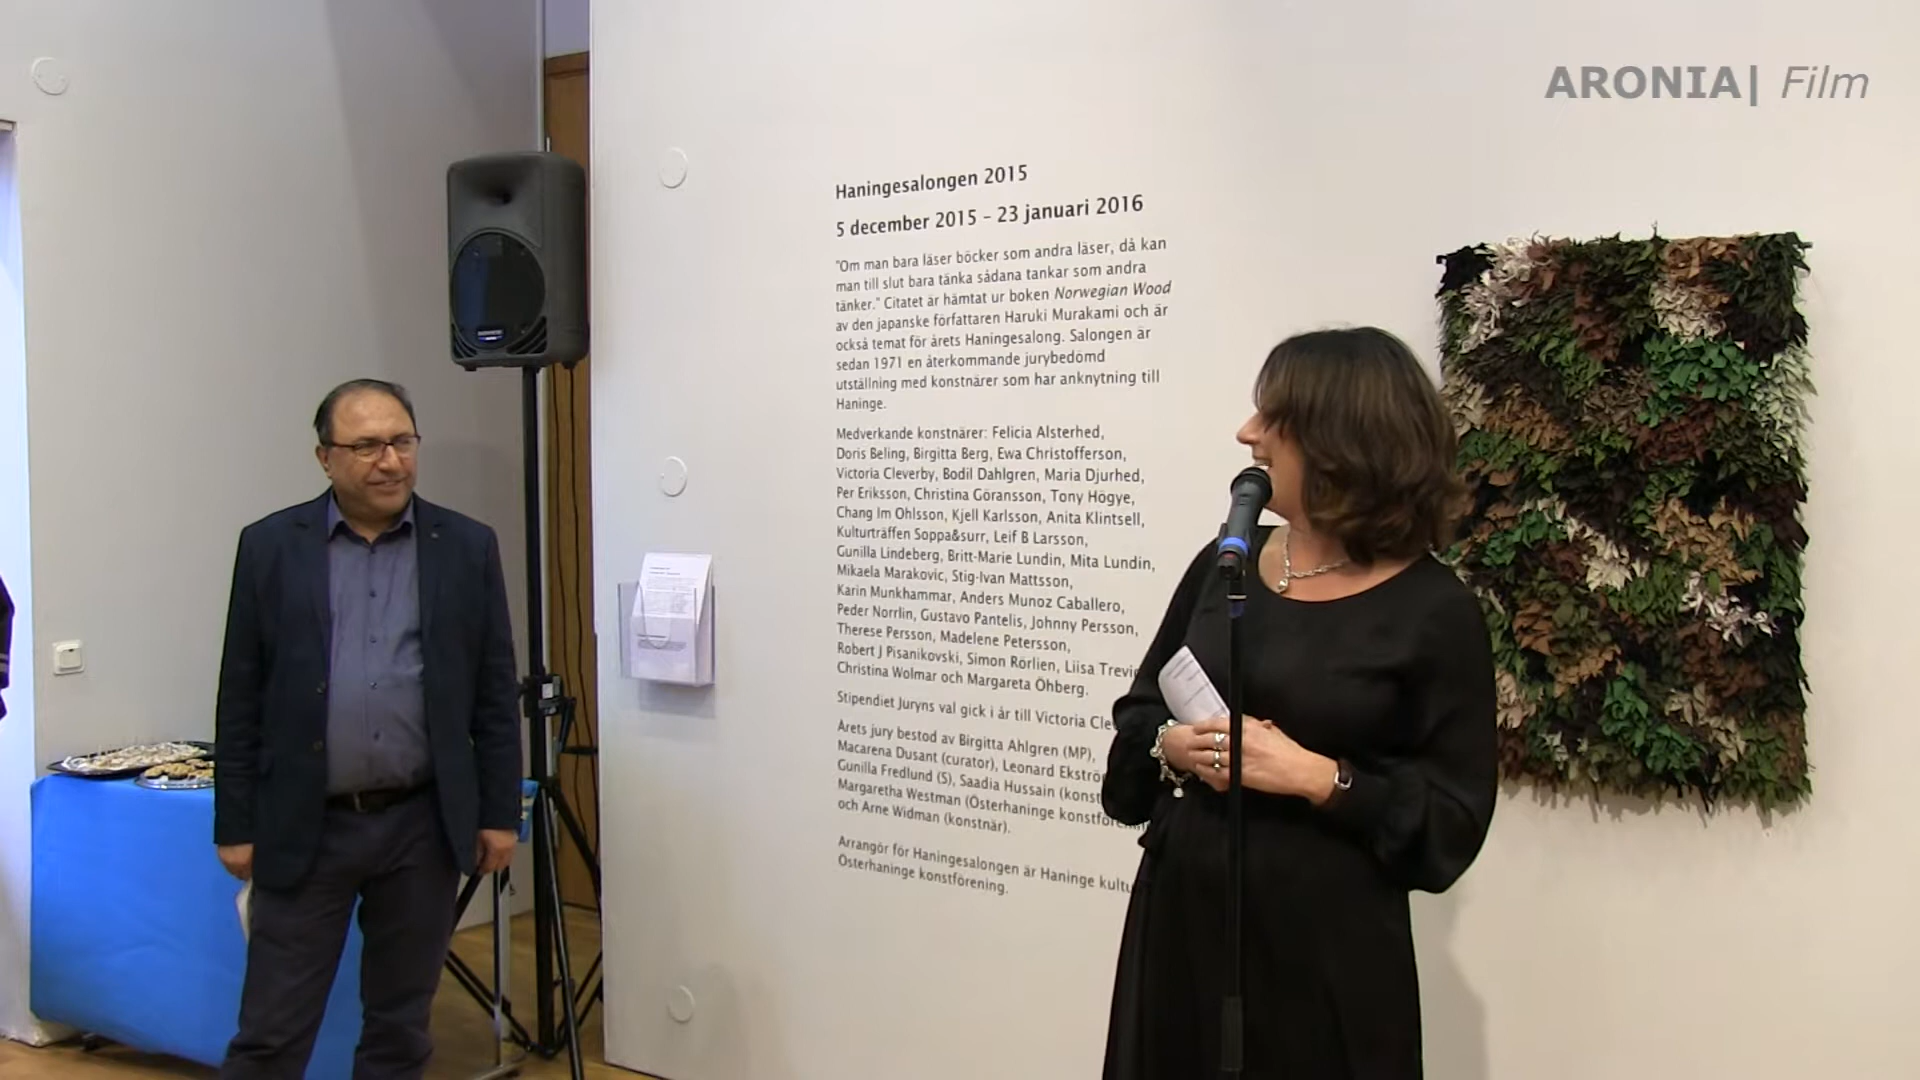 ARONIA| Film
Haningesalongen 2015
5 december 2015 – 23 januari 2016
"Om man bara läser böcker som andra läser, då kan
man till slut bara tänka sådana tankar som andra
tänker." Citatet är hämtat ur boken Norwegian Wood
av den japanske författaren Haruki Murakami och är
också temat för årets Haningesalong. Salongen är
sedan 1971 en återkommande jurybedömd
utställning med konstnärer som har anknytning till
Haninge.
Medverkande konstnärer: Felicia Alsterhed,
Doris Beling, Birgitta Berg, Ewa Christofferson,
Victoria Cleverby, Bodil Dahlgren, Maria Djurhed,
Per Eriksson, Christina Göransson, Tony Högye,
Chang Im Ohlsson, Kjell Karlsson, Anita Klintsell,
Kulturträffen Soppa&surr, Leif B Larsson,
Gunilla Lindeberg, Britt-Marie Lundin, Mita Lundin,
Mikaela Marakovic, Stig-Ivan Mattsson,
Karin Munkhammar, Anders Munoz Caballero,
Peder Norrlin, Gustavo Pantelis, Johnny Persson,
Therese Persson, Madelene Petersson,
Robert J Pisanikovski, Simon Rörlien, Liisa
Christina Wolmar och Margareta Öhberg.
Stipendiet Juryns val gick i år till Victoria
Årets jury bestod av Birgitta Ahlgren (MP),
Macarena Dusant (curator), Leonard
Gunilla Fredlund (S), Saadia Hussain
Margaretha Westman (Österhaninge
och Arne Widman (konstnär).
Arrangör för Haningesalongen är Haninge
Österhaninge konstförening.